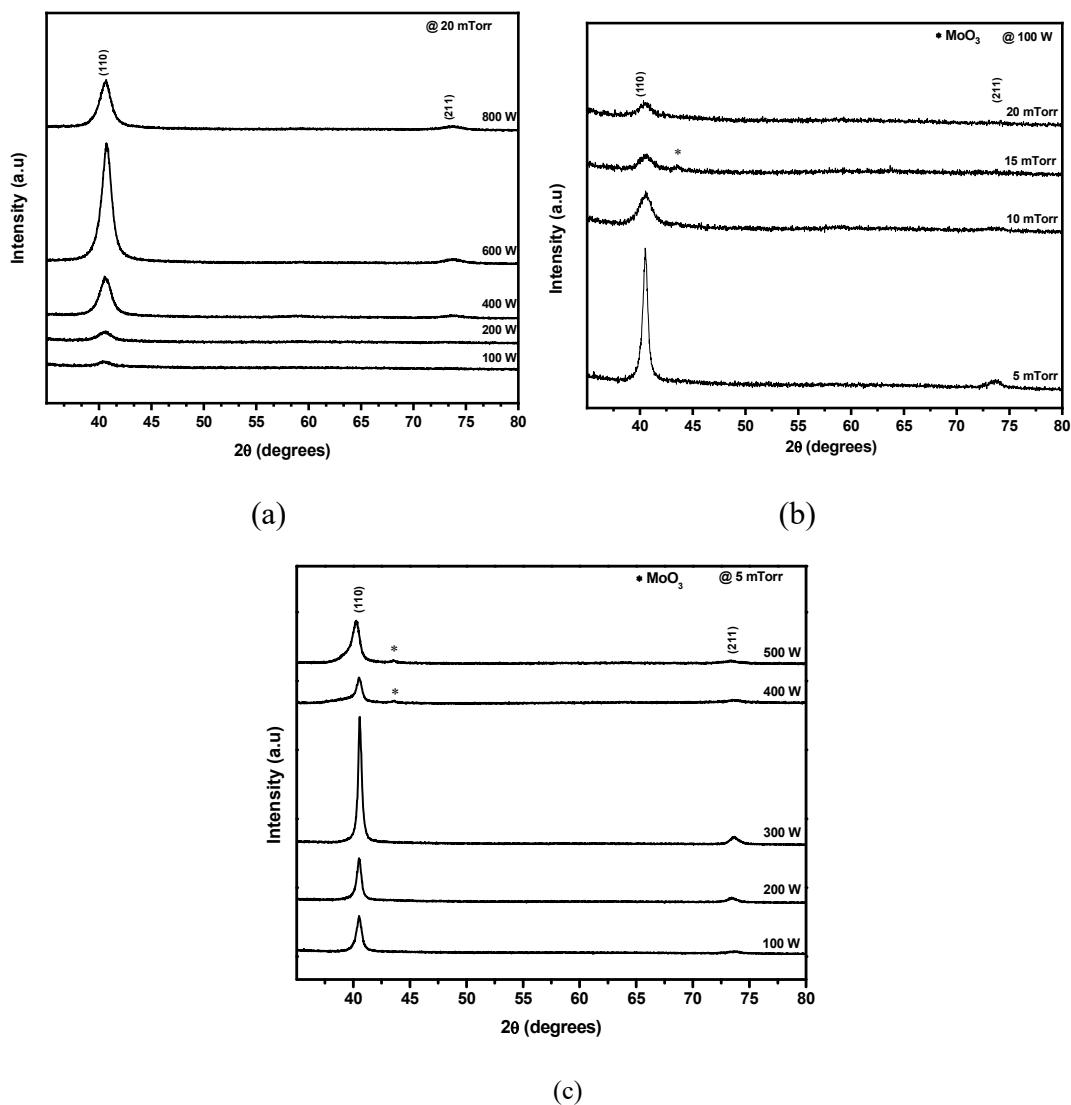 @ 20 mTorr
(110)
(211)
800 W
600 W
400 W
200 W
100 W
Intensity (a.u)
40 45 50 55 60 65 70 75 80
2θ (degrees)
(a)
* MoO3 @ 100 W
(110)
(211)
20 mTorr
*
15 mTorr
10 mTorr
5 mTorr
Intensity (a.u)
40 45 50 55 60 65 70 75 80
2θ (degrees)
(b)
* MoO3 @ 5 mTorr
(110)
(211)
*
500 W
*
400 W
300 W
200 W
100 W
Intensity (a.u)
40 45 50 55 60 65 70 75 80
2θ (degrees)
(c)